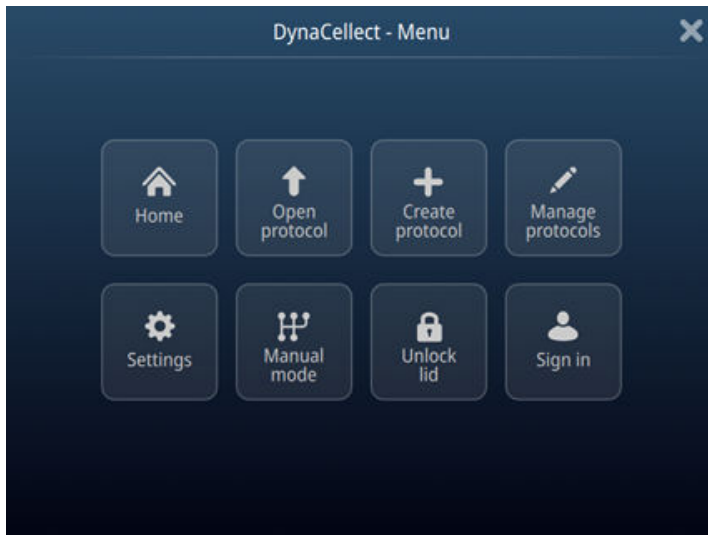 DynaCellect - Menu
Home
Open
protocol
Create
protocol
Manage
protocols
Settings
Manual
mode
Unlock
lid
Sign in